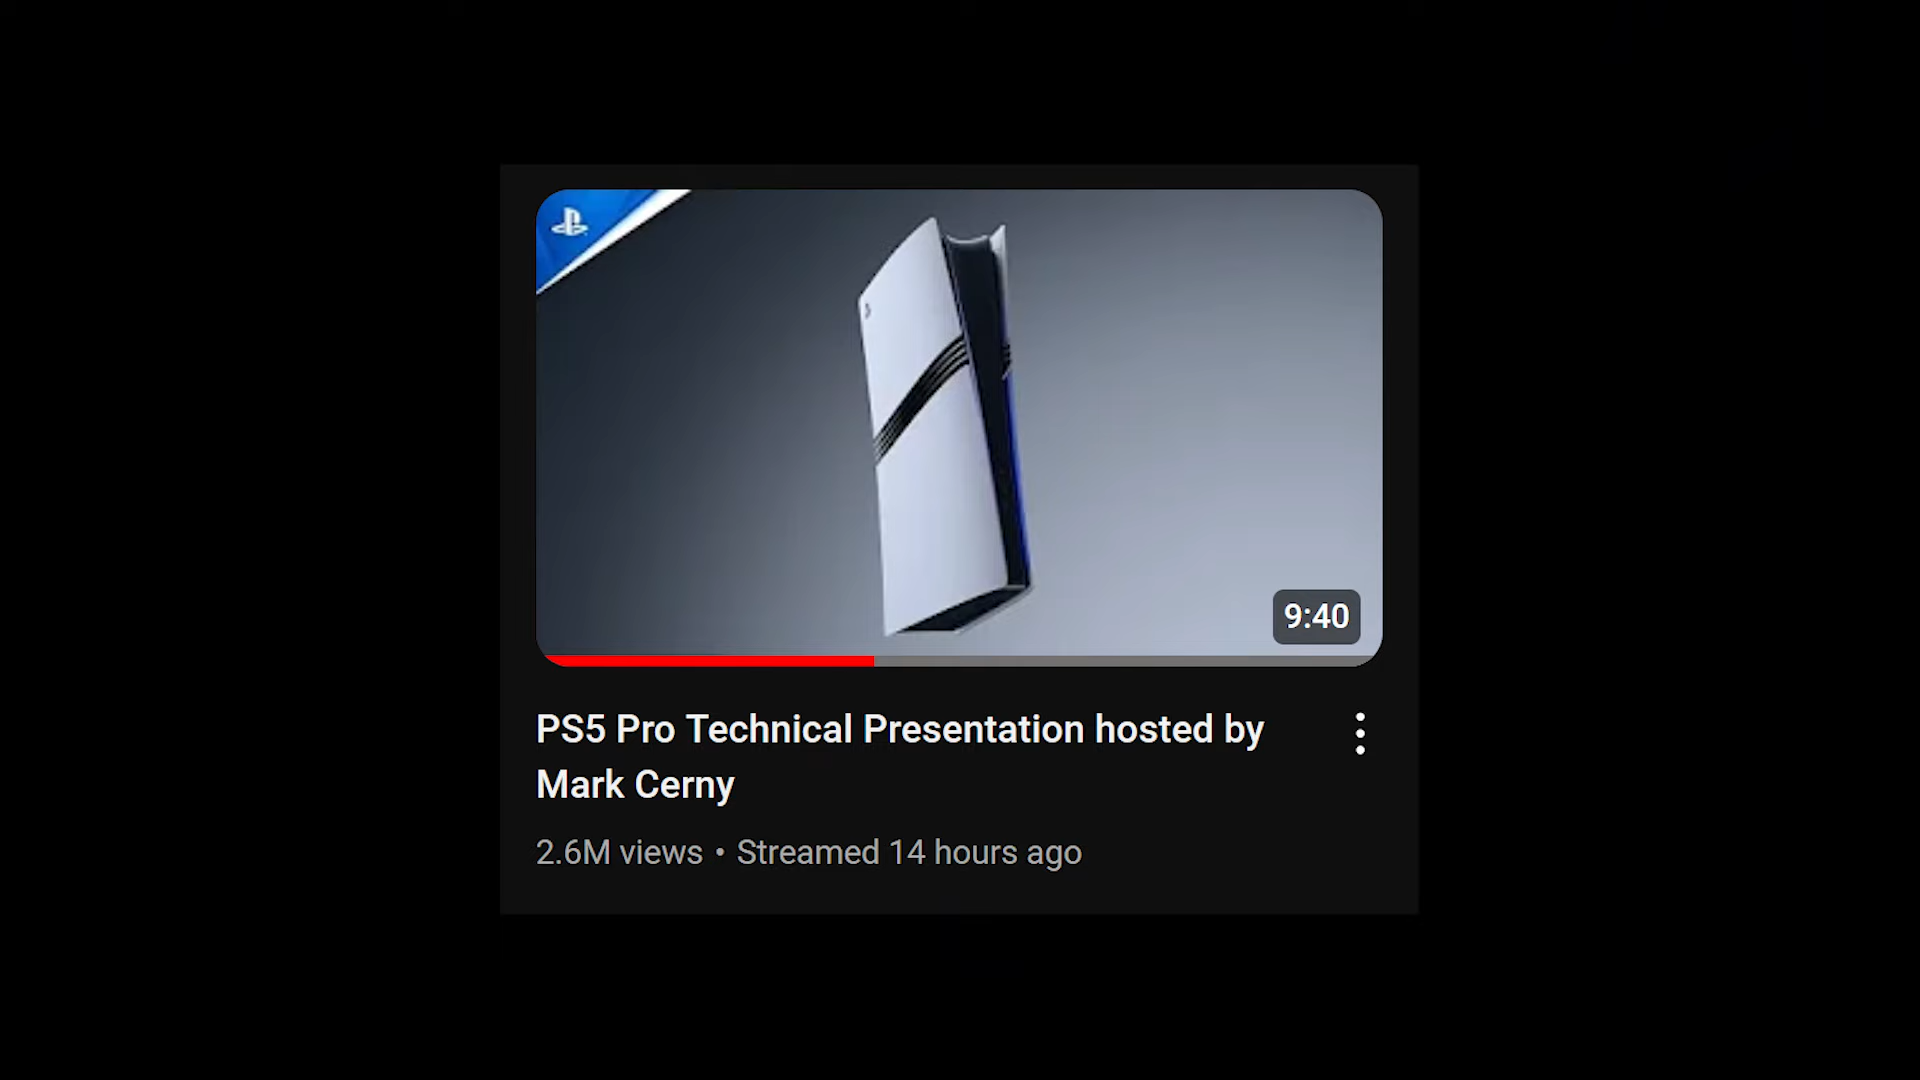 9:40
PS5 Pro Technical Presentation hosted by
Mark Cerny
2.6M views • Streamed 14 hours ago